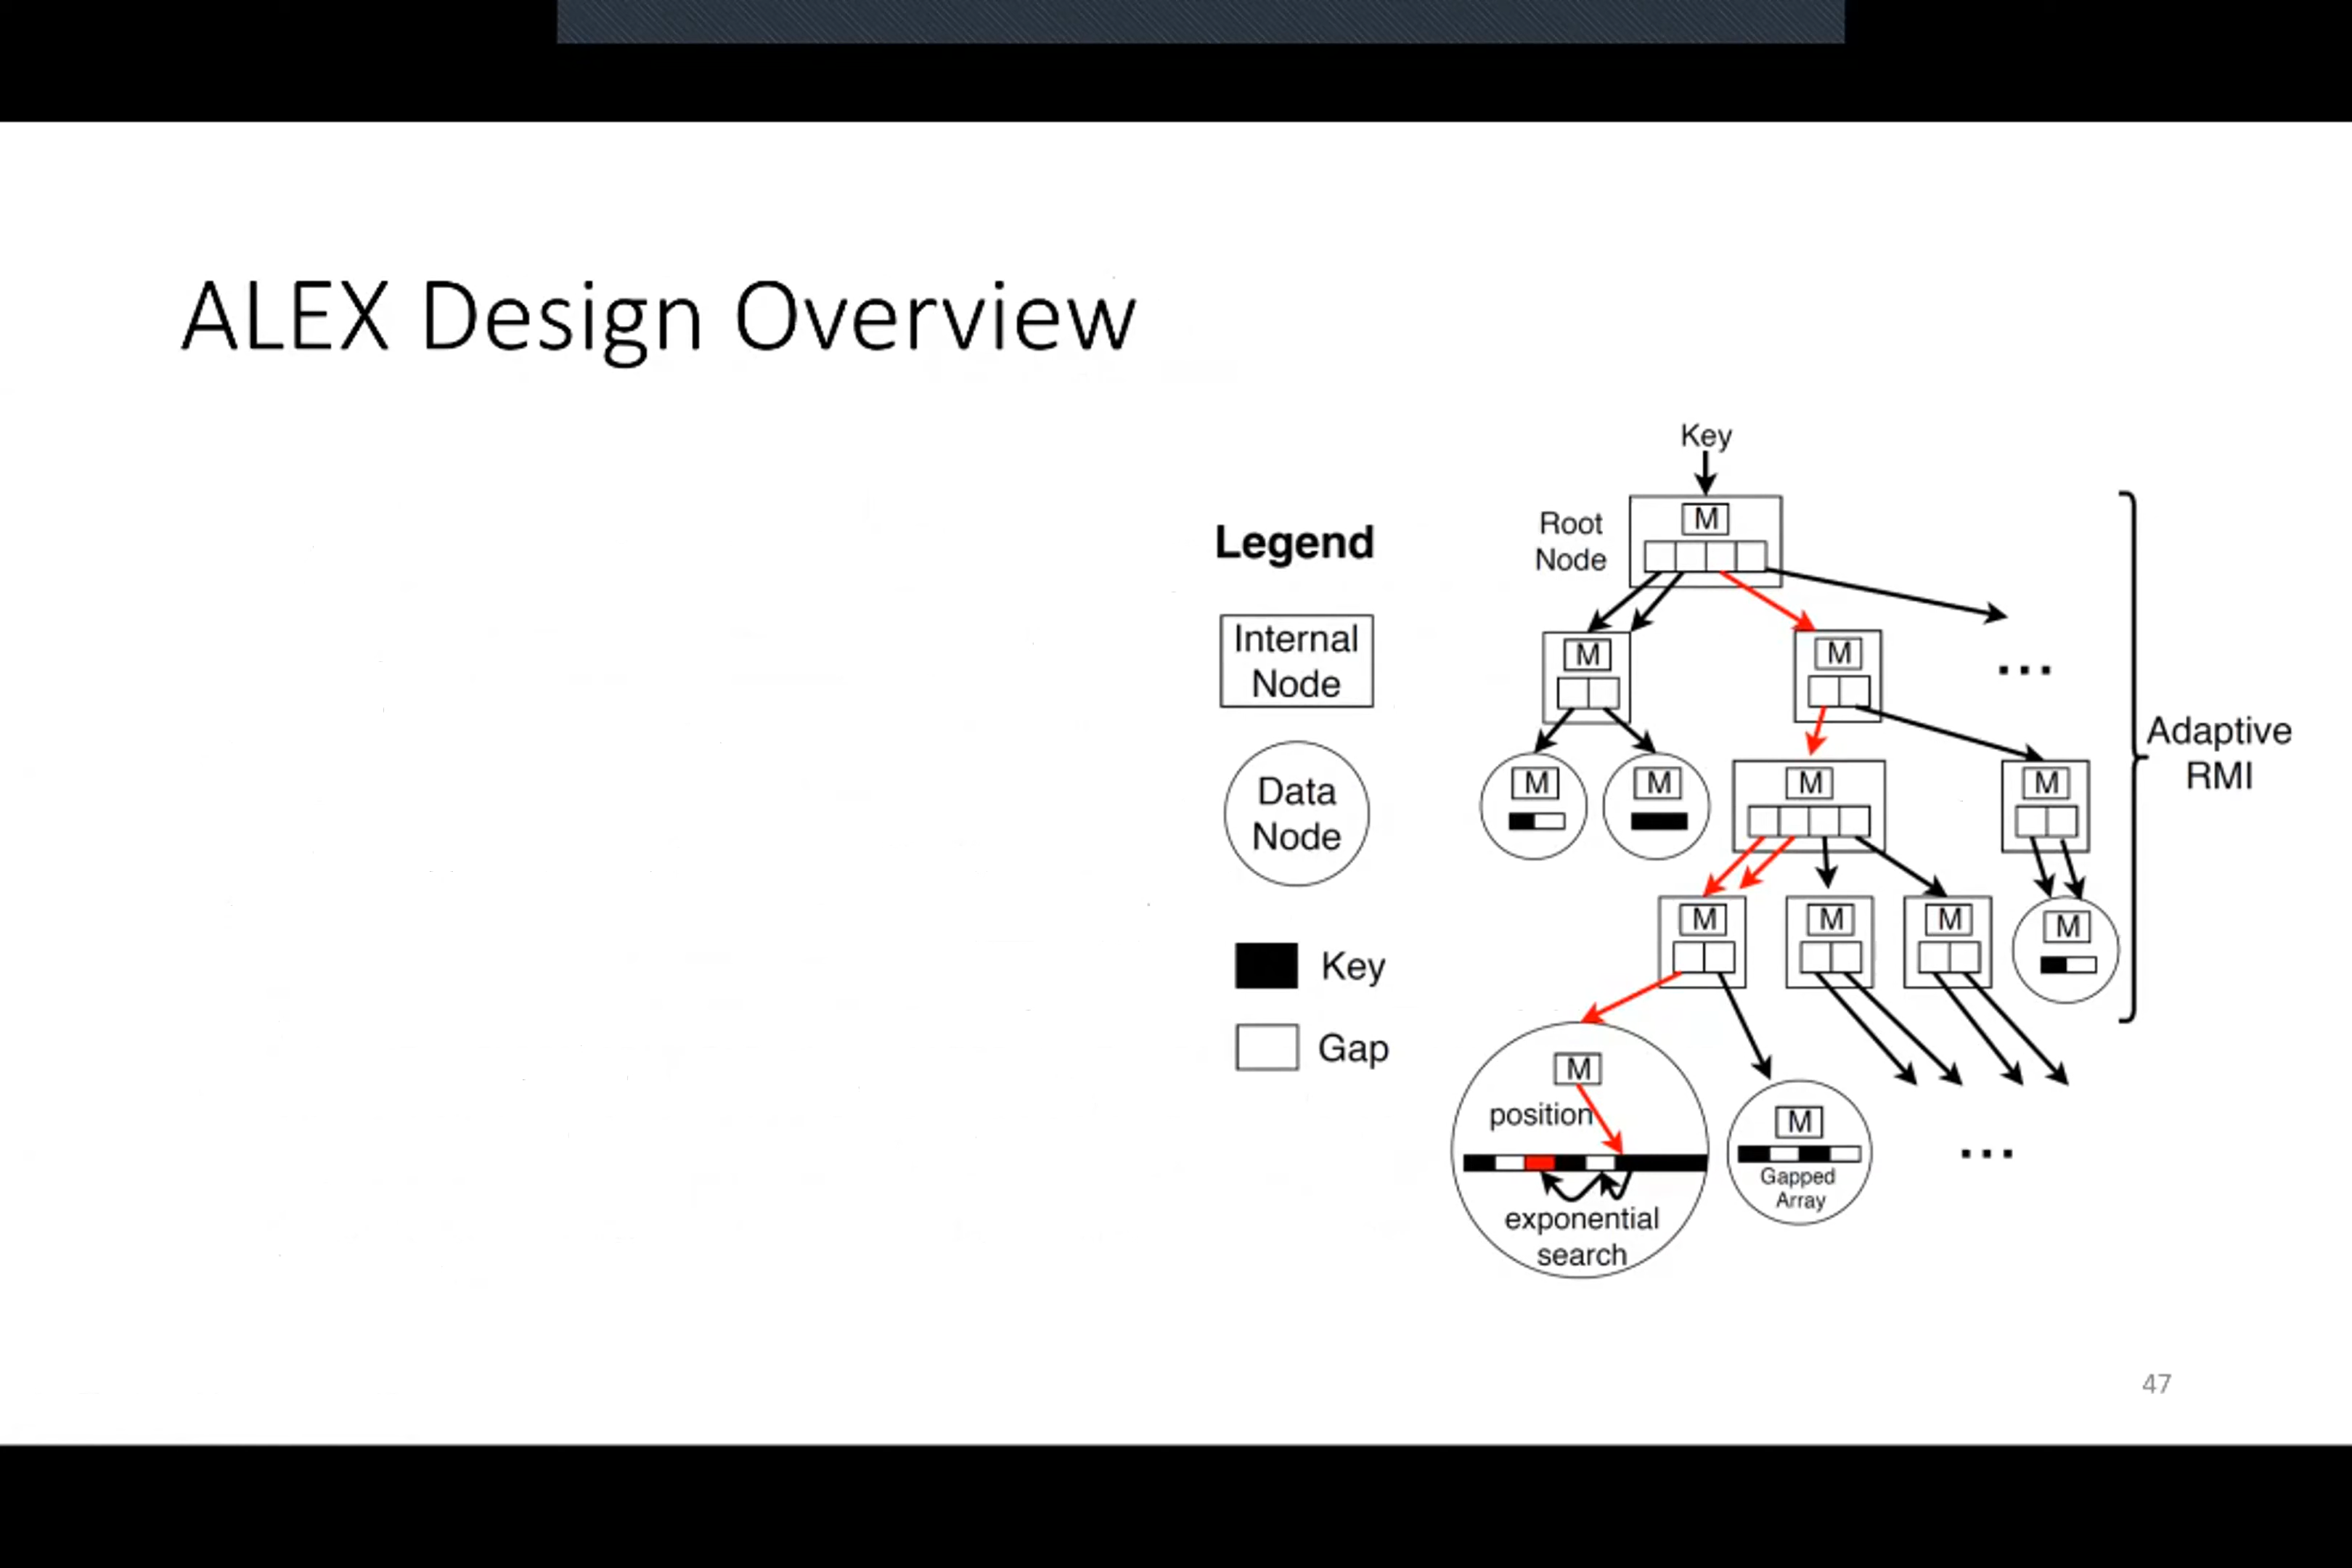 ALEX Design Overview
Legend
Internal
Node
Data
Node
Key
Gap
Key
Root
Node
M
M
M
M
M
M
M
M
M
M
M
Adaptive
RMI
M
position
exponential
search
M
Gapped
Array
...
...
47